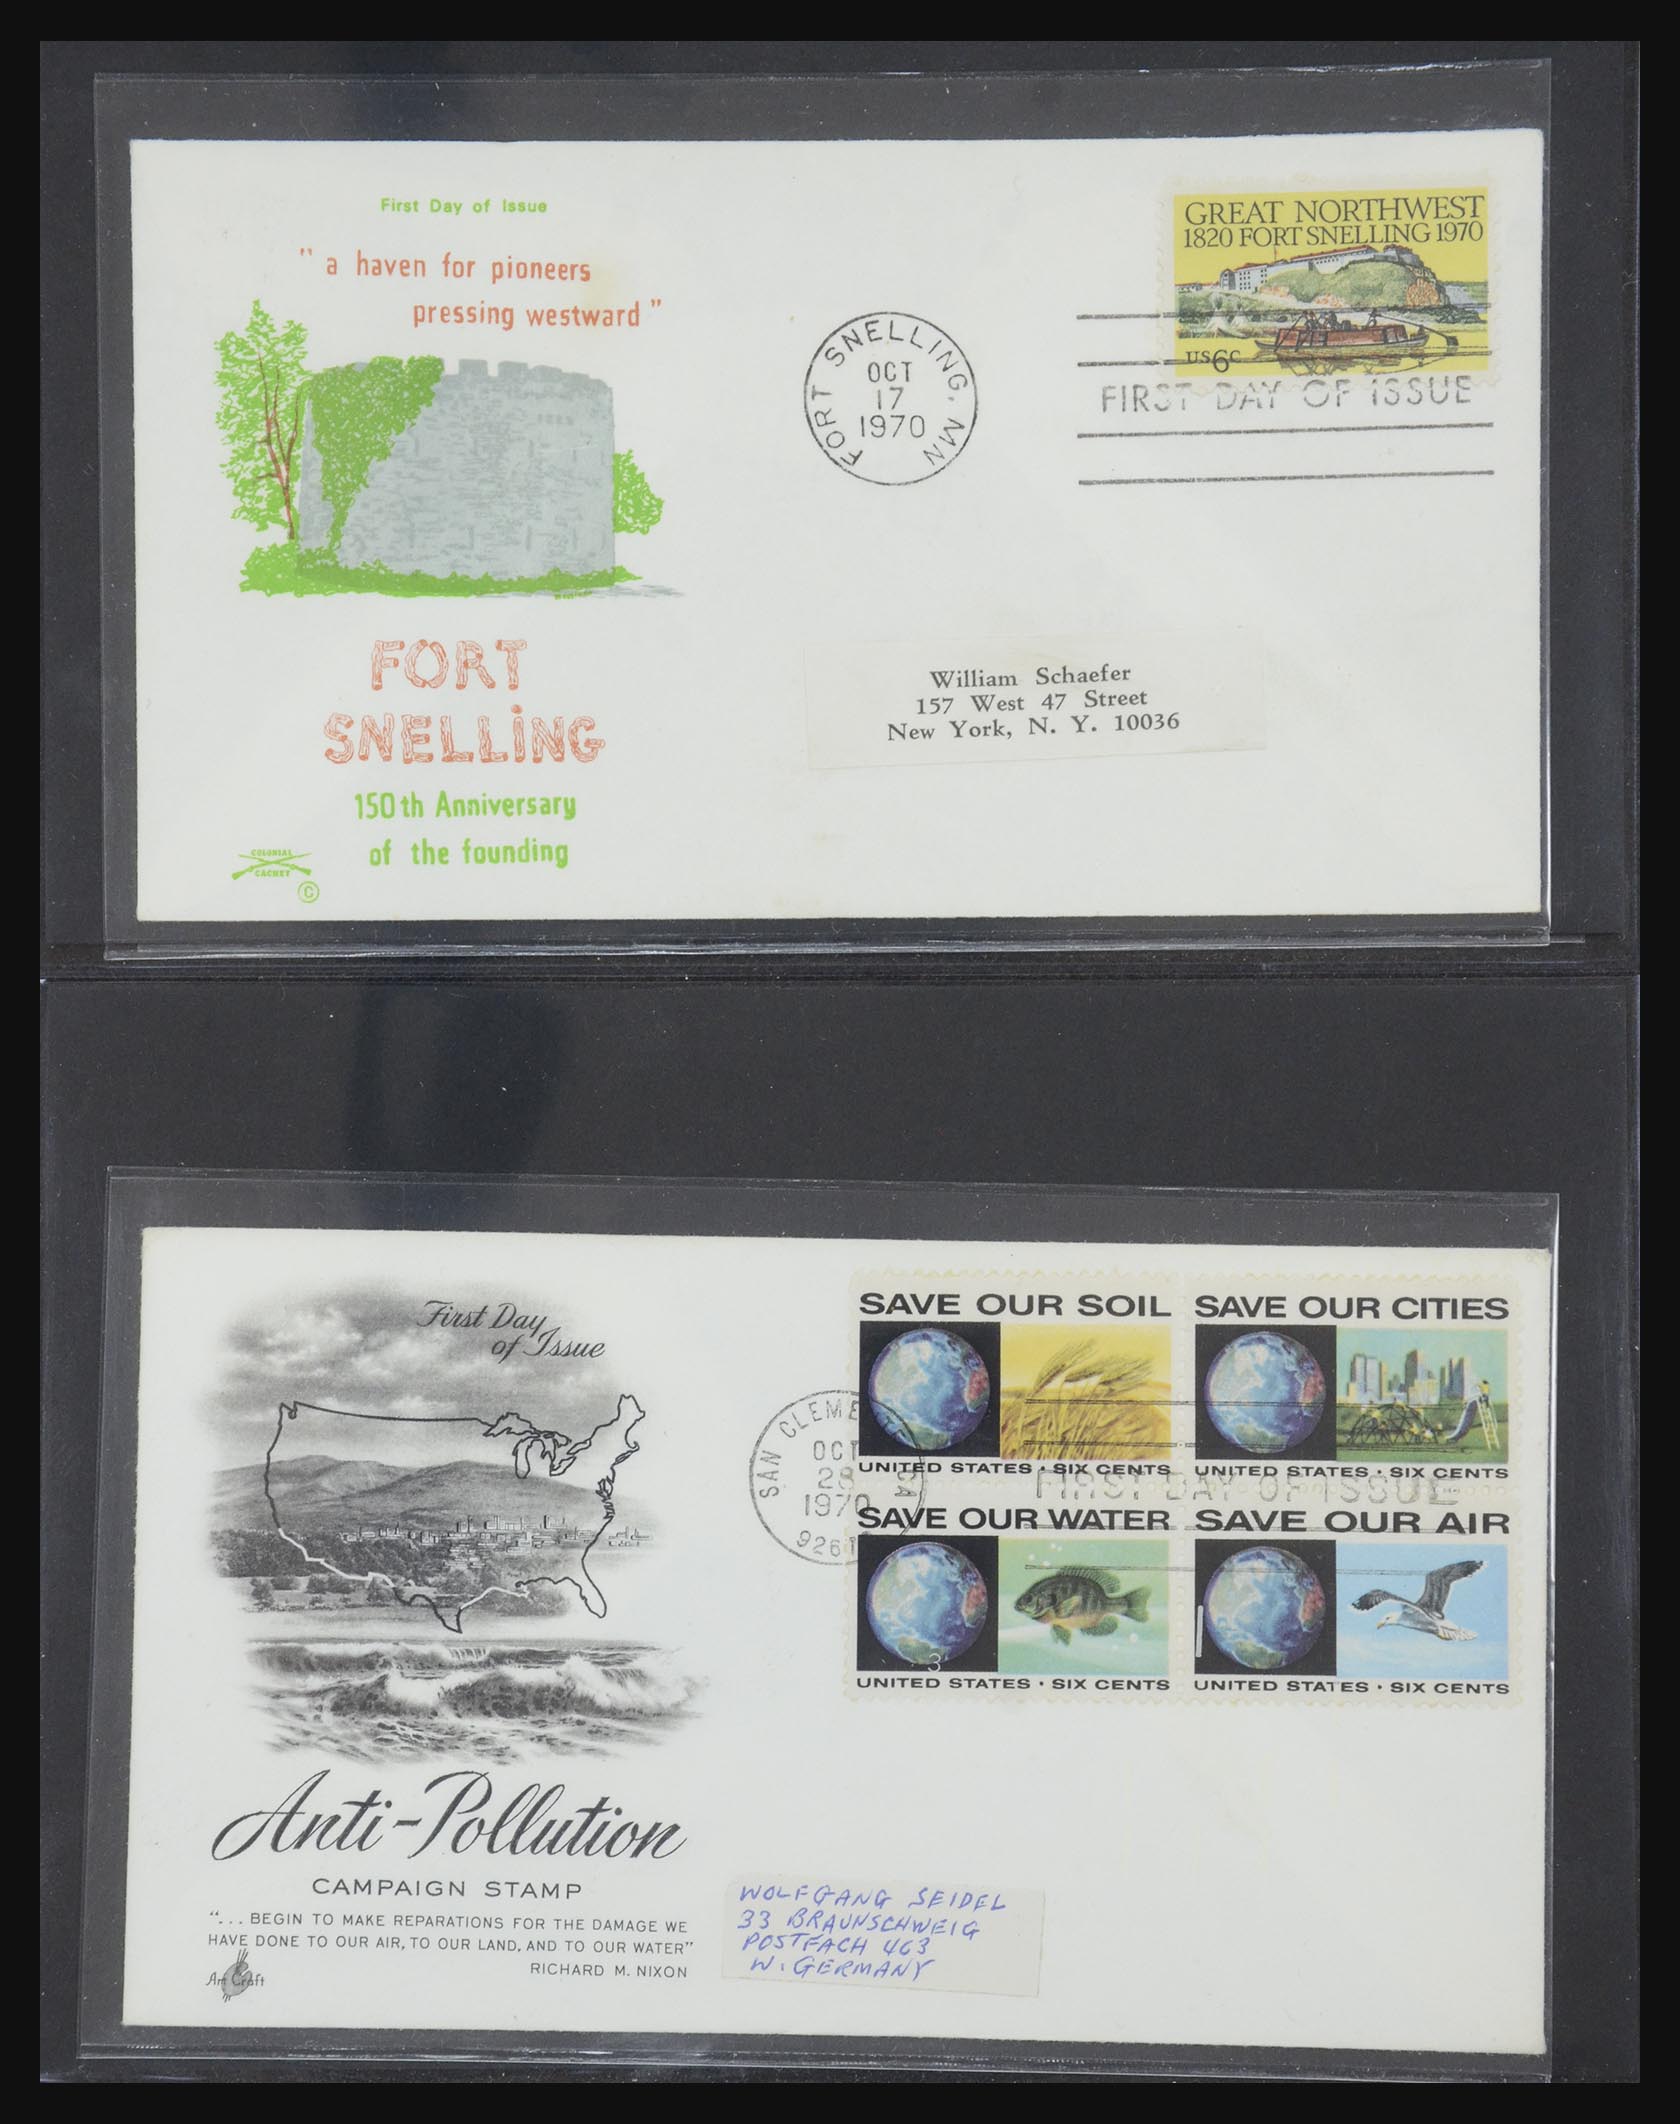 First Day of Issue
" a haven for pioneers
pressing westward "
FORT
SNELLING
150th Anniversary
of the founding
COLONIAL
CACHET
©
FORT SNELLING, MN
OCT
17
1970
GREAT NORTHWEST
1820 FORT SNELLING 1970
US 6c
FIRST DAY OF ISSUE
William Schaefer
157 West 47 Street
New York, N. Y. 10036
First Day
of Issue
Anti-Pollution
CAMPAIGN STAMP
"... BEGIN TO MAKE REPARATIONS FOR THE DAMAGE WE
HAVE DONE TO OUR AIR, TO OUR LAND, AND TO OUR WATER"
RICHARD M. NIXON
Art Craft
SAN CLEME
OCT
28
1970
9261
SAVE OUR SOIL
UNITED STATES · SIX CENTS
SAVE OUR CITIES
UNITED STATES · SIX CENTS
FIRST DAY OF ISSUE
SAVE OUR WATER
3
UNITED STATES · SIX CENTS
SAVE OUR AIR
UNITED STATES · SIX CENTS
WOLFGANG SEIDEL
33 BRAUNSCHWEIG
POSTFACH 463
W. GERMANY